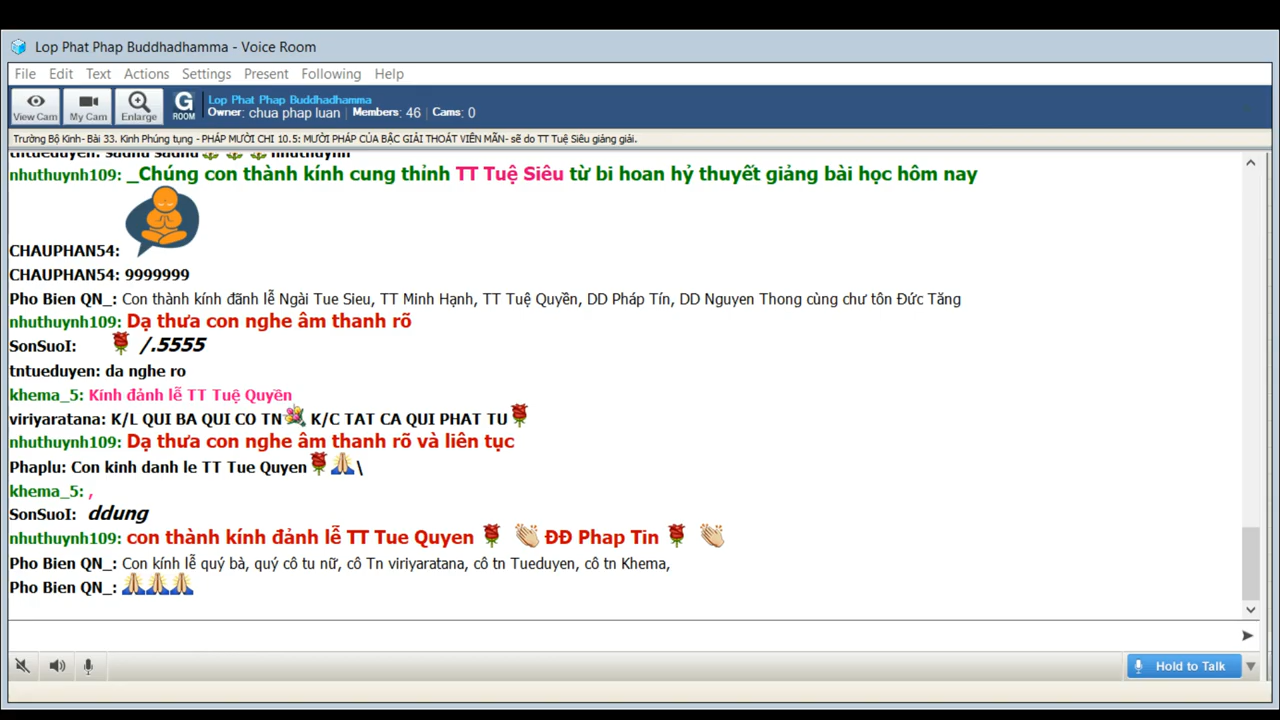 Lop Phat Phap Buddhadhamma - Voice Room
File Edit Text Actions Settings Present Following Help
View Cam My Cam Enlarge G ROOM Lop Phat Phap Buddhadhamma
Owner: chua phap luan | Members: 46 | Cams: 0
Trường Bộ Kinh- Bài 33. Kinh Phúng tụng - PHÁP MƯỜI CHI 10.5: MƯỜI PHÁP CỦA BẬC GIẢI THOÁT VIÊN MÃN- sẽ do TT Tuệ Siêu giảng giải.
tntueduyen: sadhu sadhu nhuthuynh
nhuthuynh109: _Chúng con thành kính cung thỉnh TT Tuệ Siêu từ bi hoan hỷ thuyết giảng bài học hôm nay
CHAUPHAN54:
CHAUPHAN54: 9999999
Pho Bien QN_: Con thành kính đãnh lễ Ngài Tue Sieu, TT Minh Hạnh, TT Tuệ Quyền, DD Pháp Tín, DD Nguyen Thong cùng chư tôn Đức Tăng
nhuthuynh109: Dạ thưa con nghe âm thanh rõ
SonSuoI: /.5555
tntueduyen: da nghe ro
khema_5: Kính đảnh lễ TT Tuệ Quyền
viriyaratana: K/L QUI BA QUI CO TN K/C TAT CA QUI PHAT TU
nhuthuynh109: Dạ thưa con nghe âm thanh rõ và liên tục
Phaplu: Con kinh danh le TT Tue Quyen \
khema_5: ,
SonSuoI: ddung
nhuthuynh109: con thành kính đảnh lễ TT Tue Quyen ĐĐ Phap Tin
Pho Bien QN_: Con kính lễ quý bà, quý cô tu nữ, cô Tn viriyaratana, cô tn Tueduyen, cô tn Khema,
Pho Bien QN_:
Hold to Talk